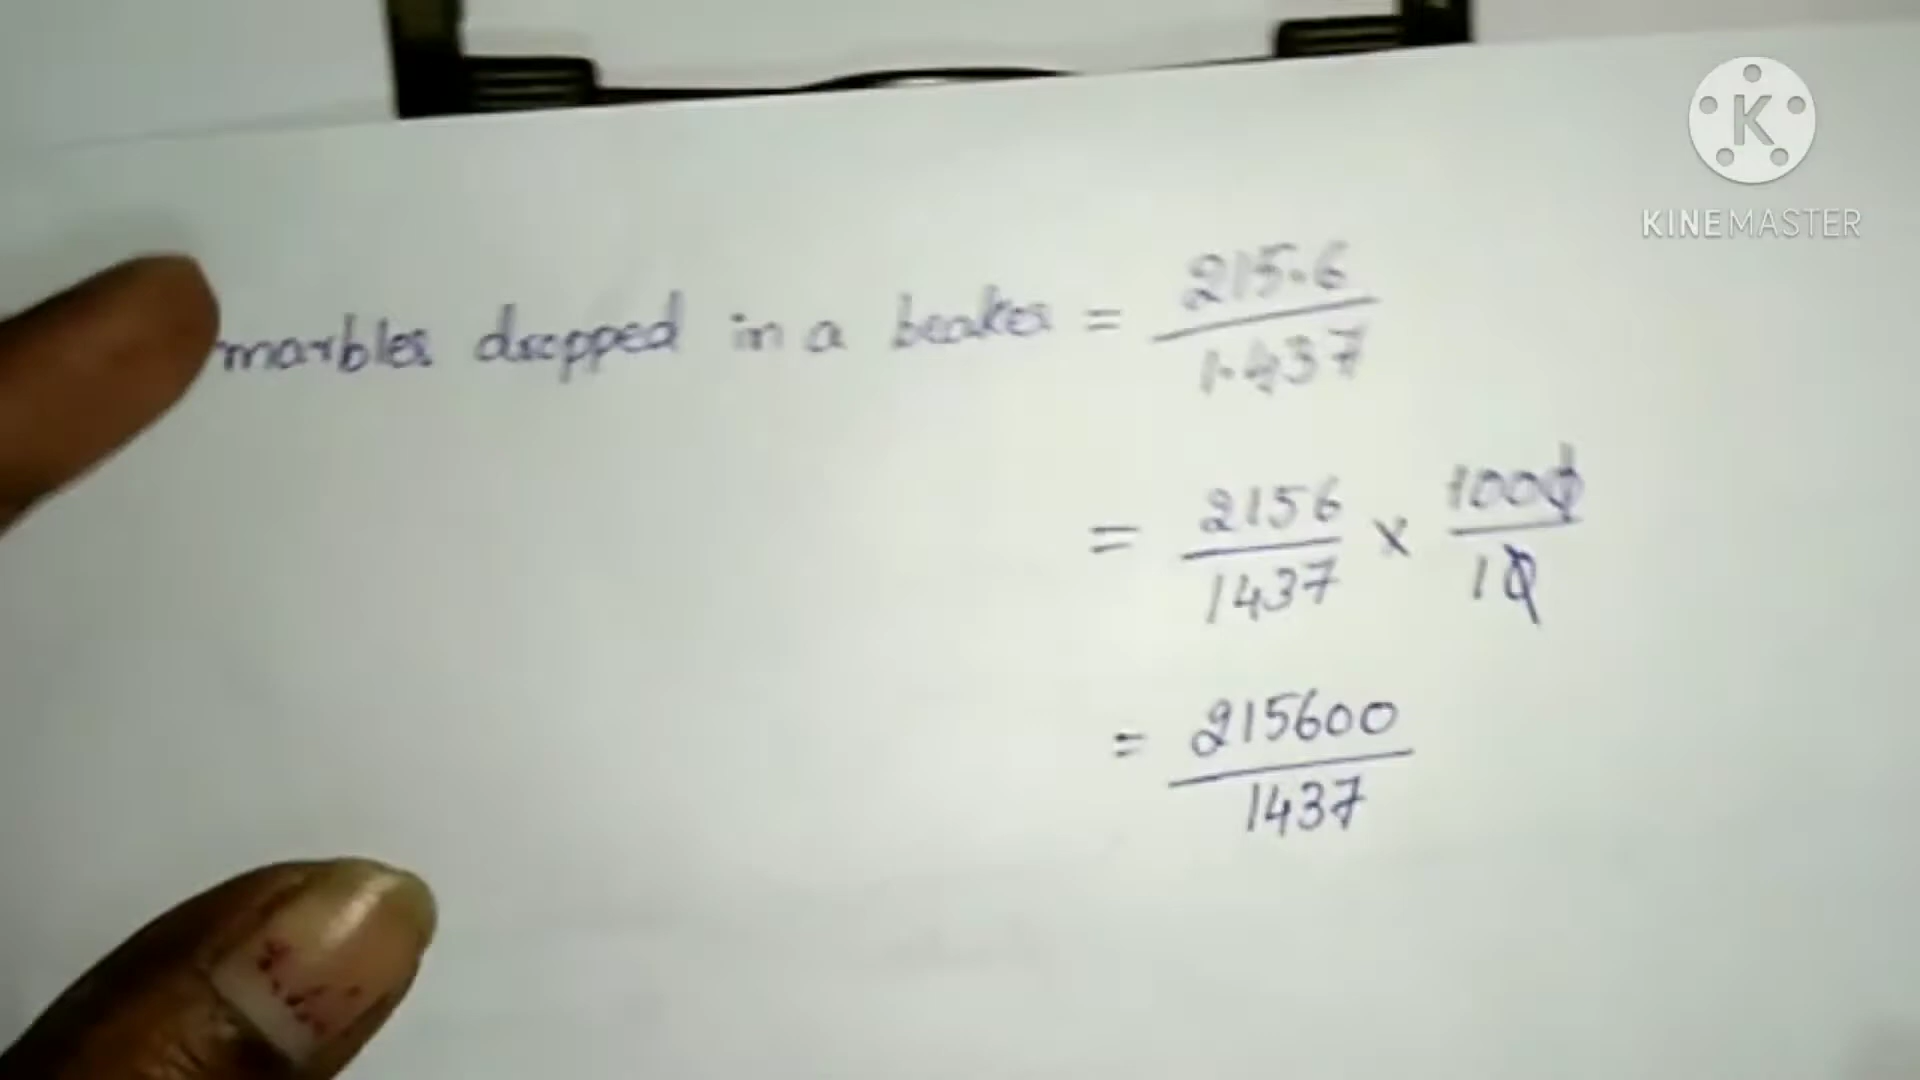 K
KINEMASTER
marbles dropped in a beaker = 215.6 / 1.437
= 2156 / 1437 × 1000 / 10
= 215600 / 1437